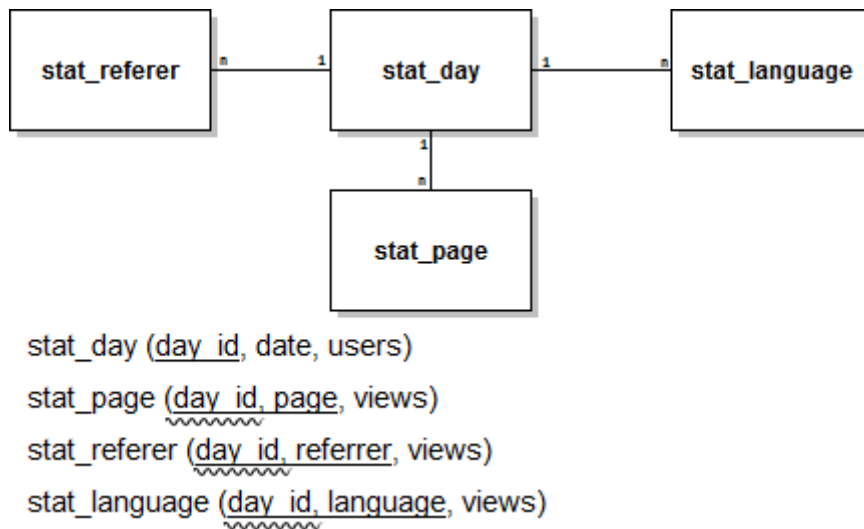 stat_referer n 1 stat_day 1 n stat_language
1
n
stat_page
stat_day (day_id, date, users)
stat_page (day_id, page, views)
stat_referer (day_id, referrer, views)
stat_language (day_id, language, views)